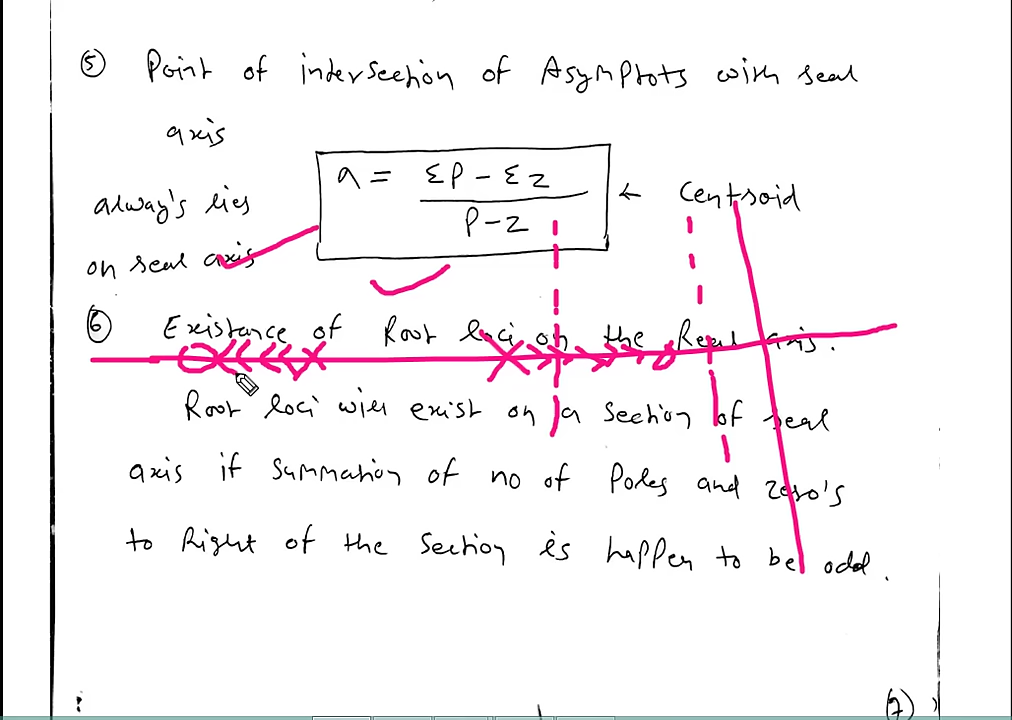 ⑤ Point of intersection of Asymptots with real
axis
always's lies
on real axis
a = ΣP - Σz / P-z ← Centroid
⑥ Existance of Root loci on the Real axis.
Root loci will exist on a section of real
axis if Summation of no of Poles and zero's
to Right of the Section is happen to be odd.
(7)